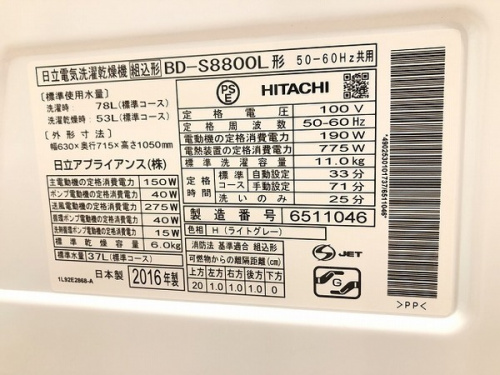 日立電気洗濯乾燥機 組込形 BD-S8800L形 50-60Hz共用
[標準使用水量]
洗濯時: 78L(標準コース)
洗濯乾燥時: 53L(標準コース)
[外形寸法]
幅630×奥行715×高さ1050mm
日立アプライアンス(株)
主電動機の定格消費電力 150W
ポンプ電動機の定格消費電力 40W
送風電動機の定格消費電力 275W
循環ポンプ電動機の定格消費電力 40W
定格消費電力 15W
標準乾燥容量 6.0kg
標準水量 37L(標準コース)
1L92E2868-A
日本製 2016年製
PS
E
HITACHI
定格電圧 100V
定格周波数 50-60Hz
電動機の定格消費電力 190W
電熱装置の定格消費電力 775W
標準洗濯容量 11.0kg
定格時間 標準コース 自動設定 33分
手動設定 71分
洗いのみ 25分
製造番号 6511046
色相 H (ライトグレー)
消防法 基準適合 組込形
可燃物からの離隔距離(cm)
上方 左方 右方 前方 後方 下方
20 1.0 1.0 1.0 0
S JET
G
>PP<